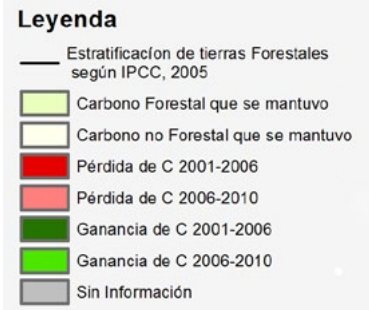 Leyenda
Estratificacíon de tierras Forestales
según IPCC, 2005
Carbono Forestal que se mantuvo
Carbono no Forestal que se mantuvo
Pérdida de C 2001-2006
Pérdida de C 2006-2010
Ganancia de C 2001-2006
Ganancia de C 2006-2010
Sin Información